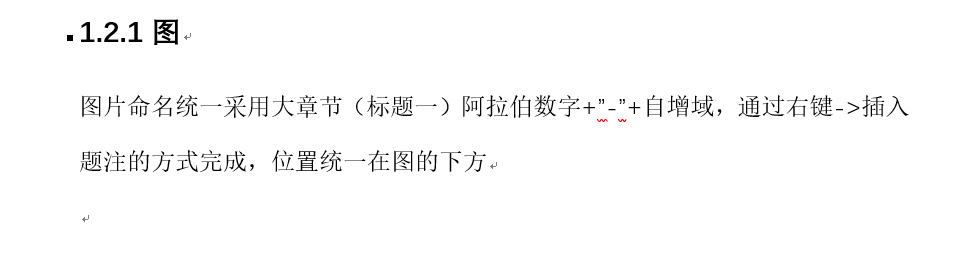 1.2.1 图
图片命名统一采用大章节（标题一）阿拉伯数字+”-”+自增域，通过右键->插入
题注的方式完成，位置统一在图的下方